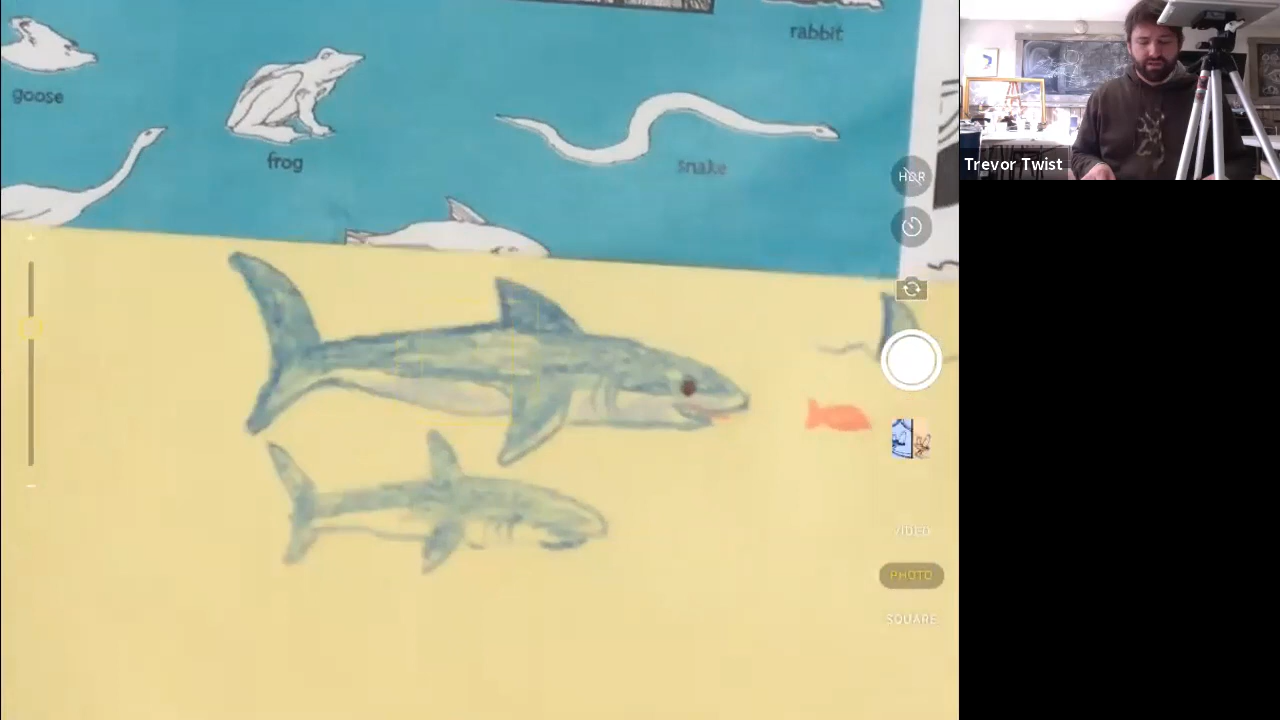 rabbit
goose
frog
snake
HDR
Trevor Twist
VIDEO
PHOTO
SQUARE